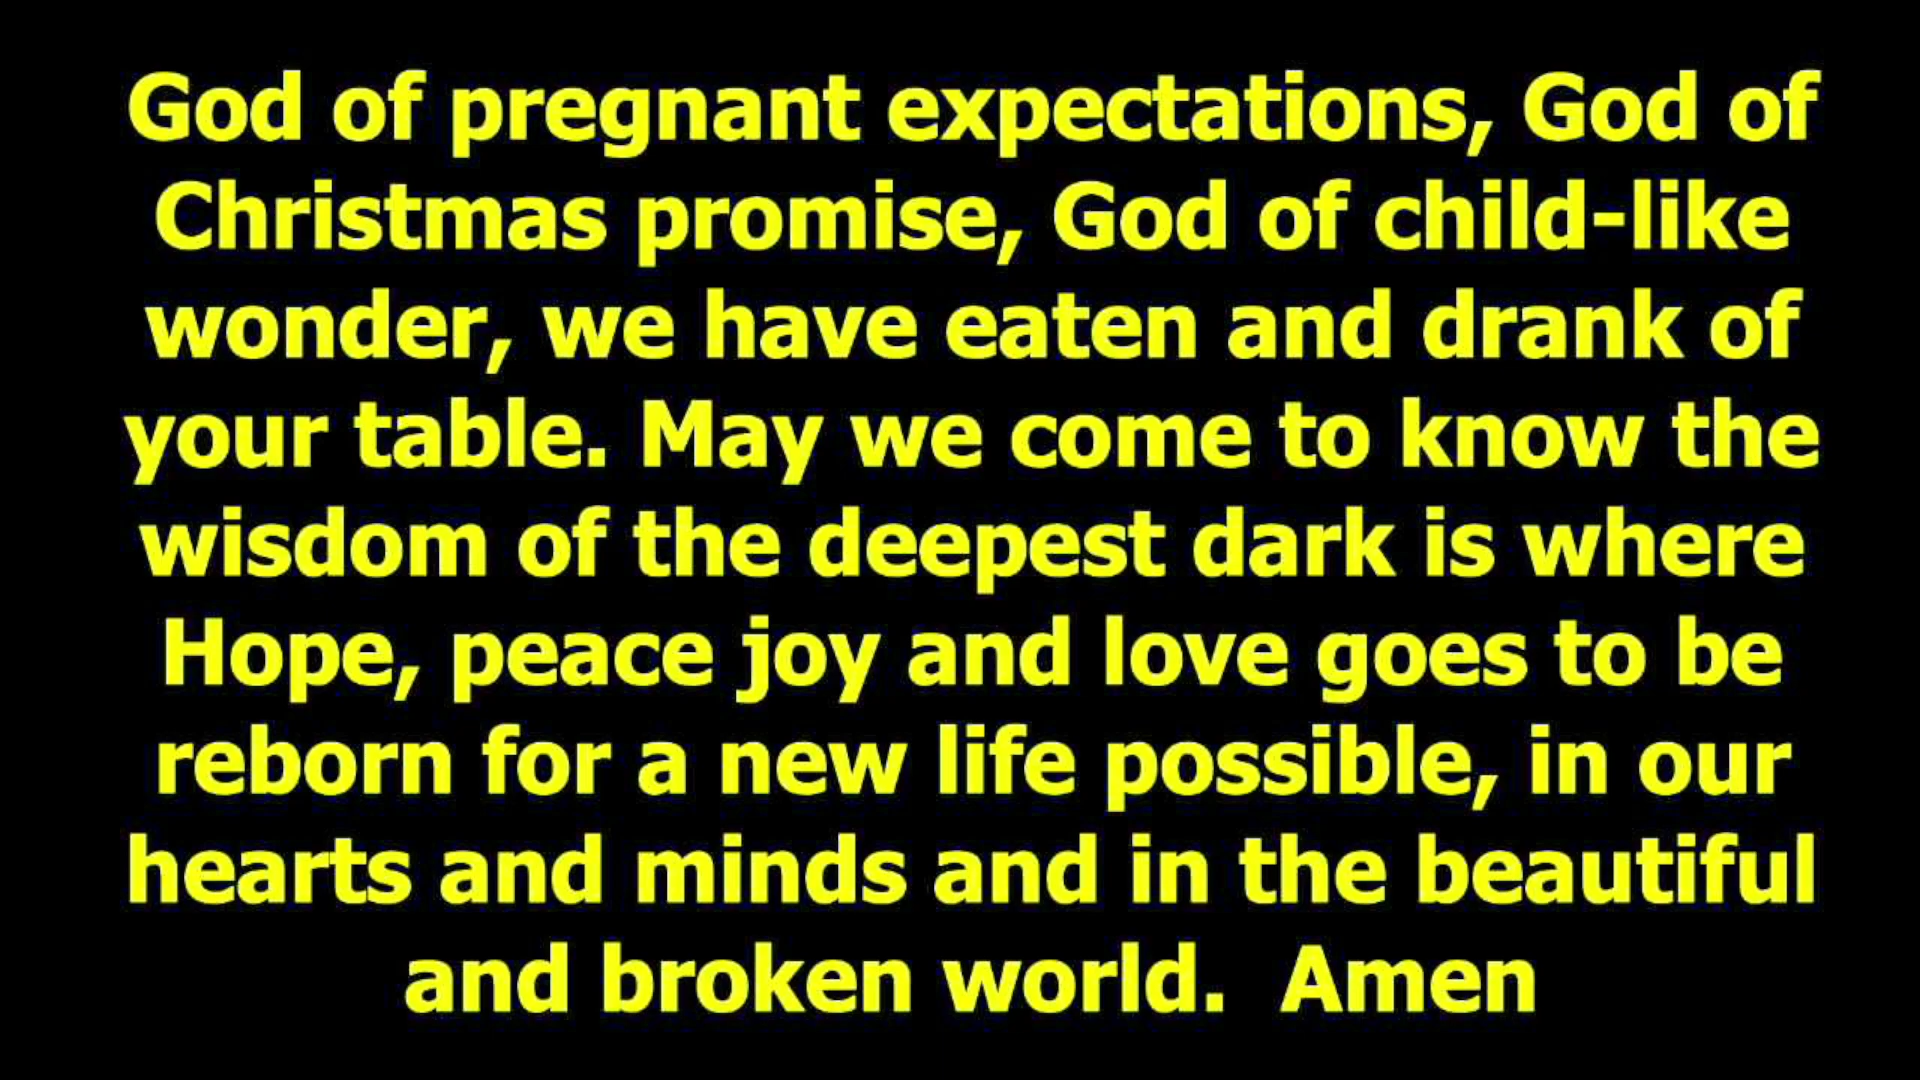 God of pregnant expectations, God of
Christmas promise, God of child-like
wonder, we have eaten and drank of
your table. May we come to know the
wisdom of the deepest dark is where
Hope, peace joy and love goes to be
reborn for a new life possible, in our
hearts and minds and in the beautiful
and broken world.  Amen